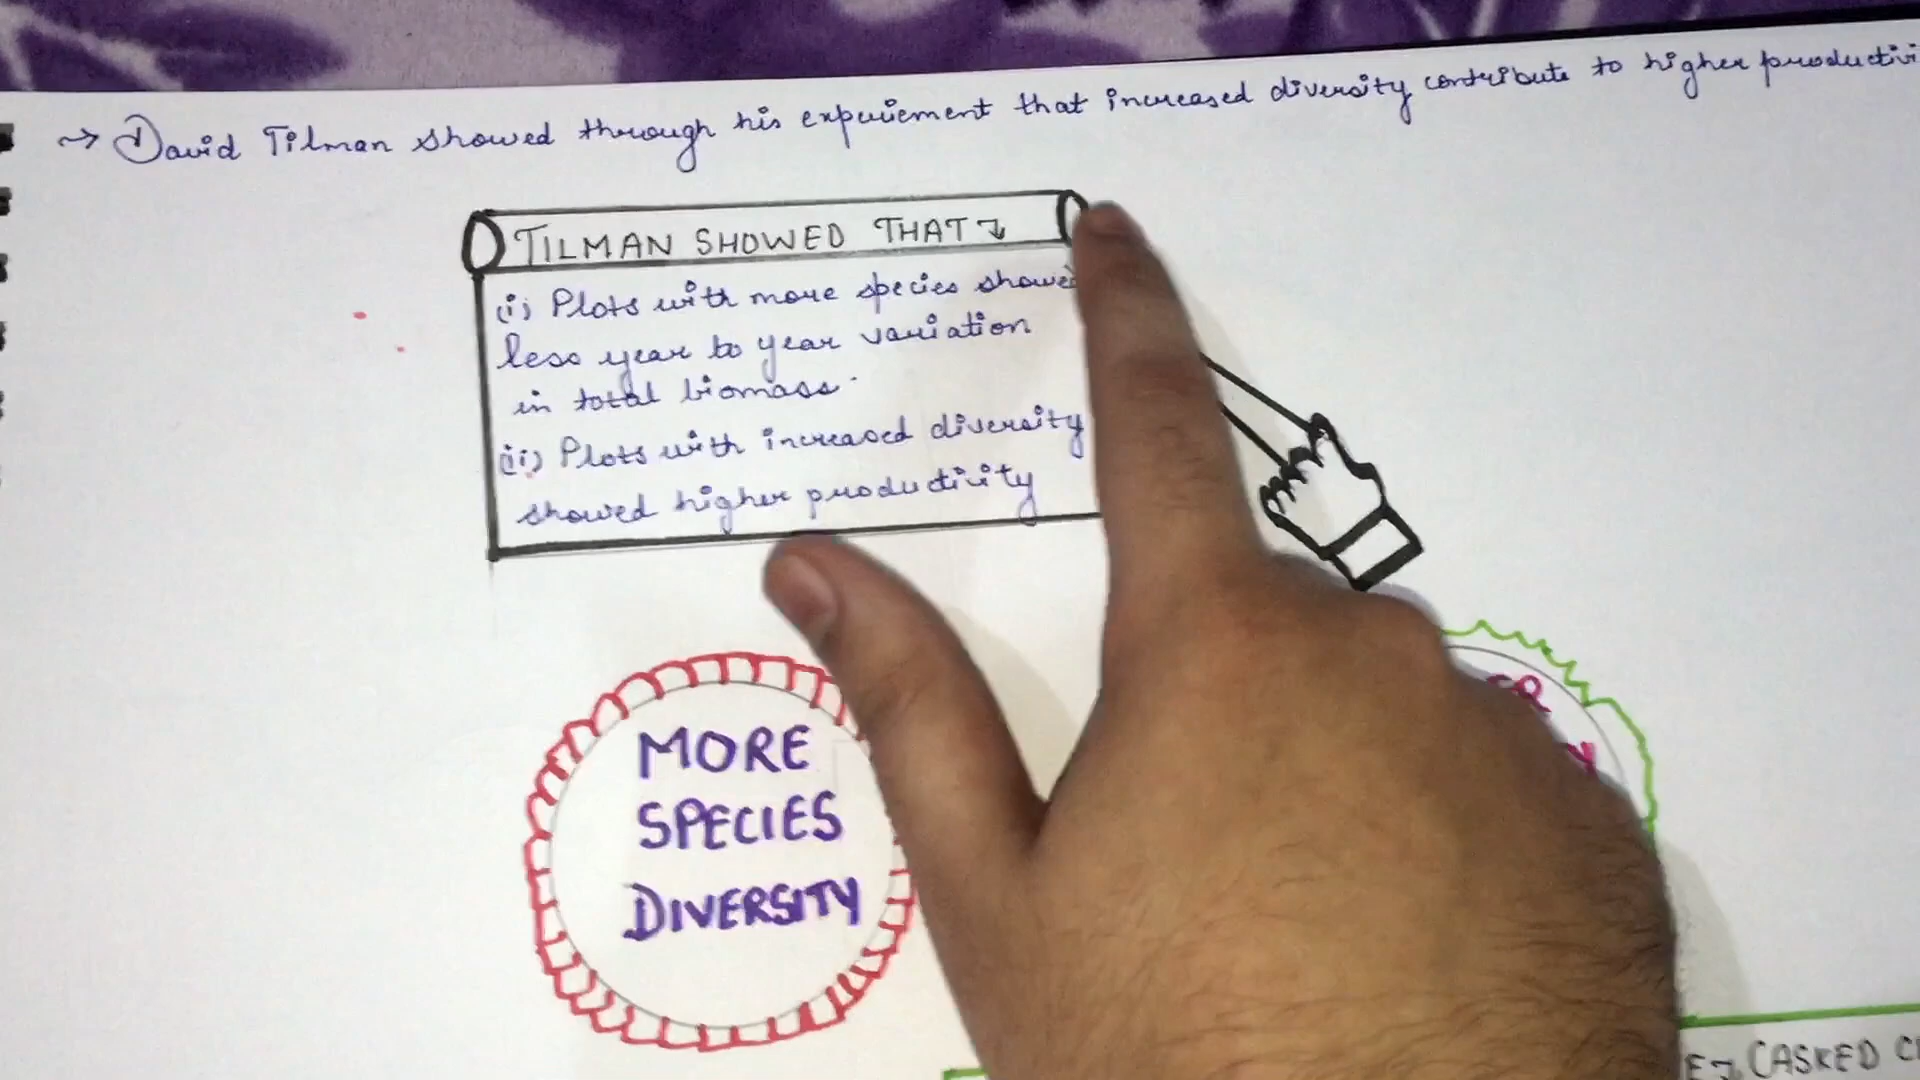 → David Tilman showed through his experiement that increased diversity contribute to higher productivi
TILMAN SHOWED THAT ↴
(i) Plots with more species showed
less year to year variation
in total biomass.
(ii) Plots with increased diversity
showed higher productivity
MORE
SPECIES
DIVERSITY
CASKED